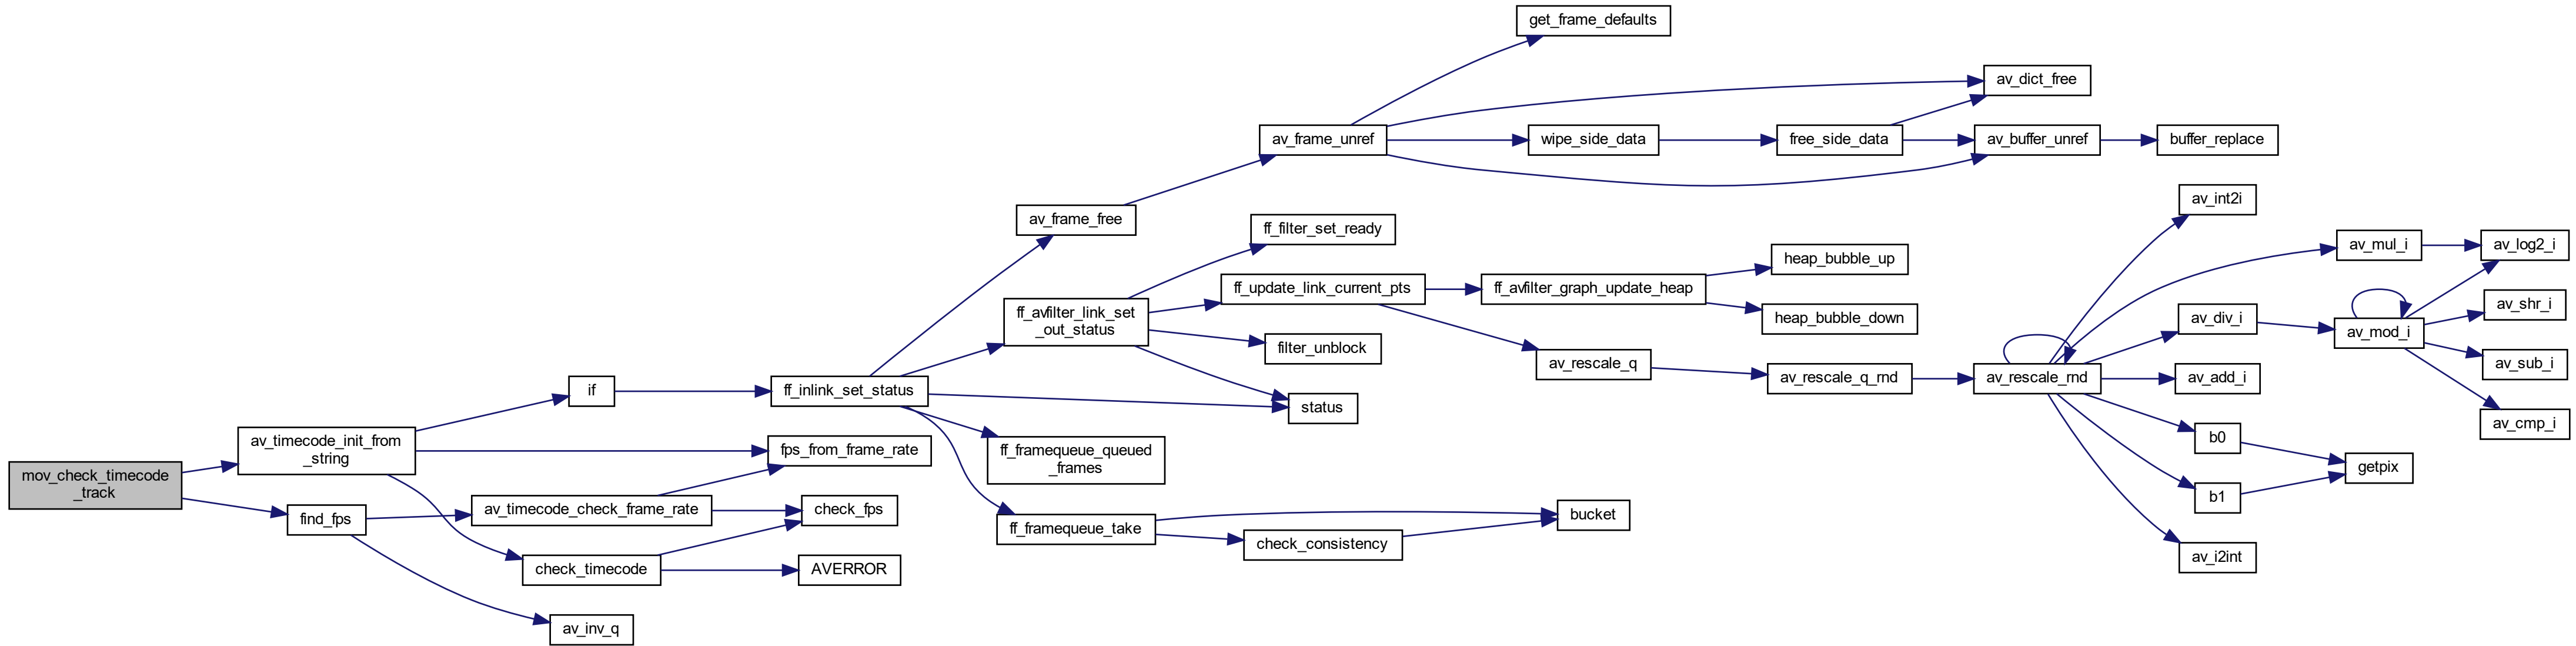 get_frame_defaults
av_dict_free
av_frame_unref
wipe_side_data
free_side_data
av_buffer_unref
buffer_replace
av_int2i
av_frame_free
ff_filter_set_ready
av_mul_i
av_log2_i
heap_bubble_up
ff_update_link_current_pts
ff_avfilter_graph_update_heap
av_shr_i
ff_avfilter_link_set
_out_status
heap_bubble_down
av_div_i
av_mod_i
filter_unblock
av_rescale_q
av_sub_i
if
ff_inlink_set_status
av_rescale_q_rnd
av_rescale_rnd
av_add_i
status
av_cmp_i
av_timecode_init_from
_string
fps_from_frame_rate
b0
ff_framequeue_queued
_frames
getpix
mov_check_timecode
_track
b1
av_timecode_check_frame_rate
check_fps
find_fps
bucket
ff_framequeue_take
check_consistency
av_i2int
check_timecode
AVERROR
av_inv_q